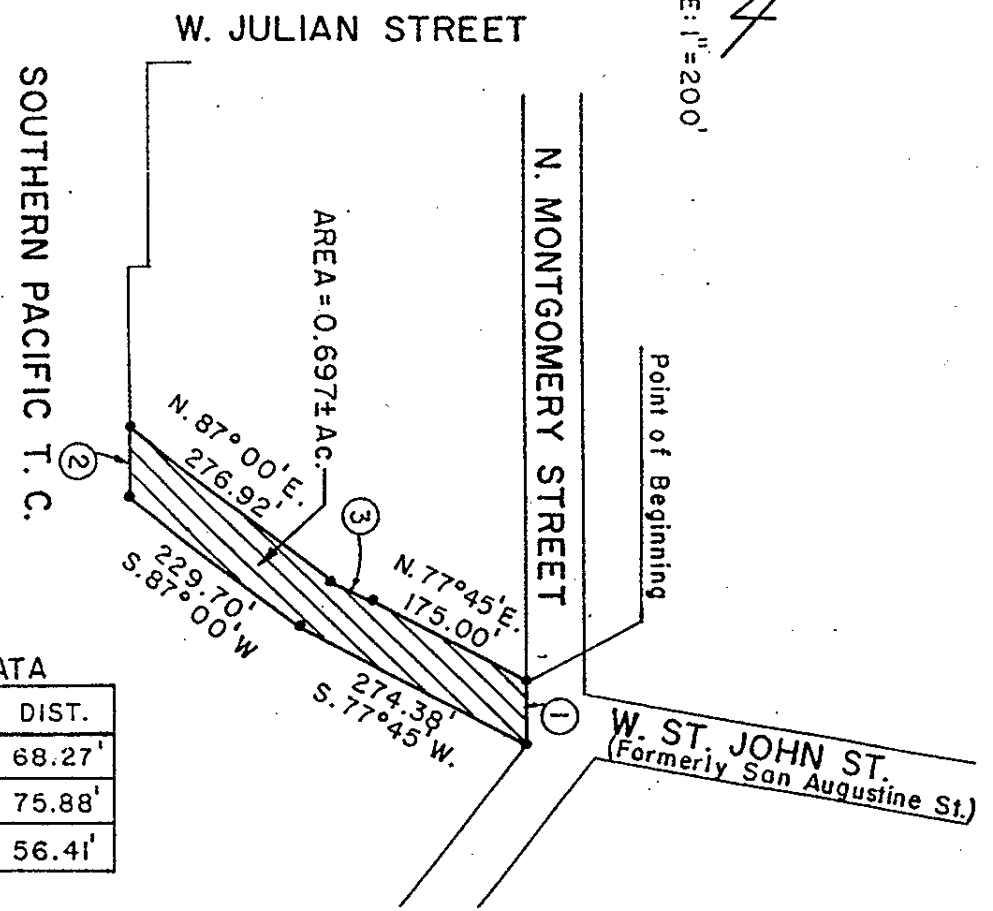 W. JULIAN STREET
E: 1"=200'
SOUTHERN PACIFIC T. C.
N. MONTGOMERY STREET
Point of Beginning
AREA=0.697± Ac.
N. 87°00'E.
276.92'
N. 77°45'E.
175.00'
229.70'
S. 87°00'W
274.38'
S. 77°45'W.
1
2
3
W. ST. JOHN ST.
(Formerly San Augustine St.)
ATA
DIST.
68.27'
75.88'
56.41'